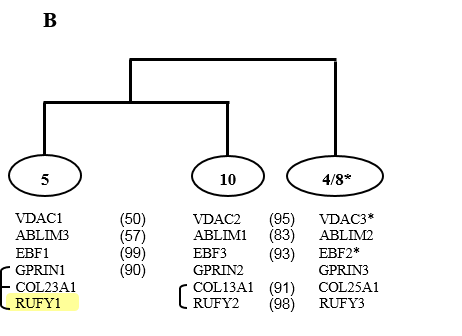 B
5 10 4/8*
VDAC1 (50) VDAC2 (95) VDAC3*
ABLIM3 (57) ABLIM1 (83) ABLIM2
EBF1 (99) EBF3 (93) EBF2*
GPRIN1 (90) GPRIN2 GPRIN3
COL23A1 COL13A1 (91) COL25A1
RUFY1 RUFY2 (98) RUFY3